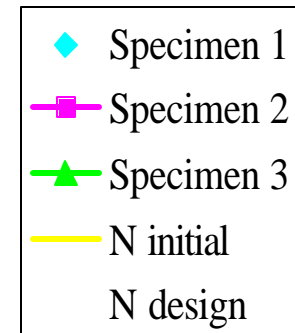 Specimen 1
Specimen 2
Specimen 3
N initial
N design